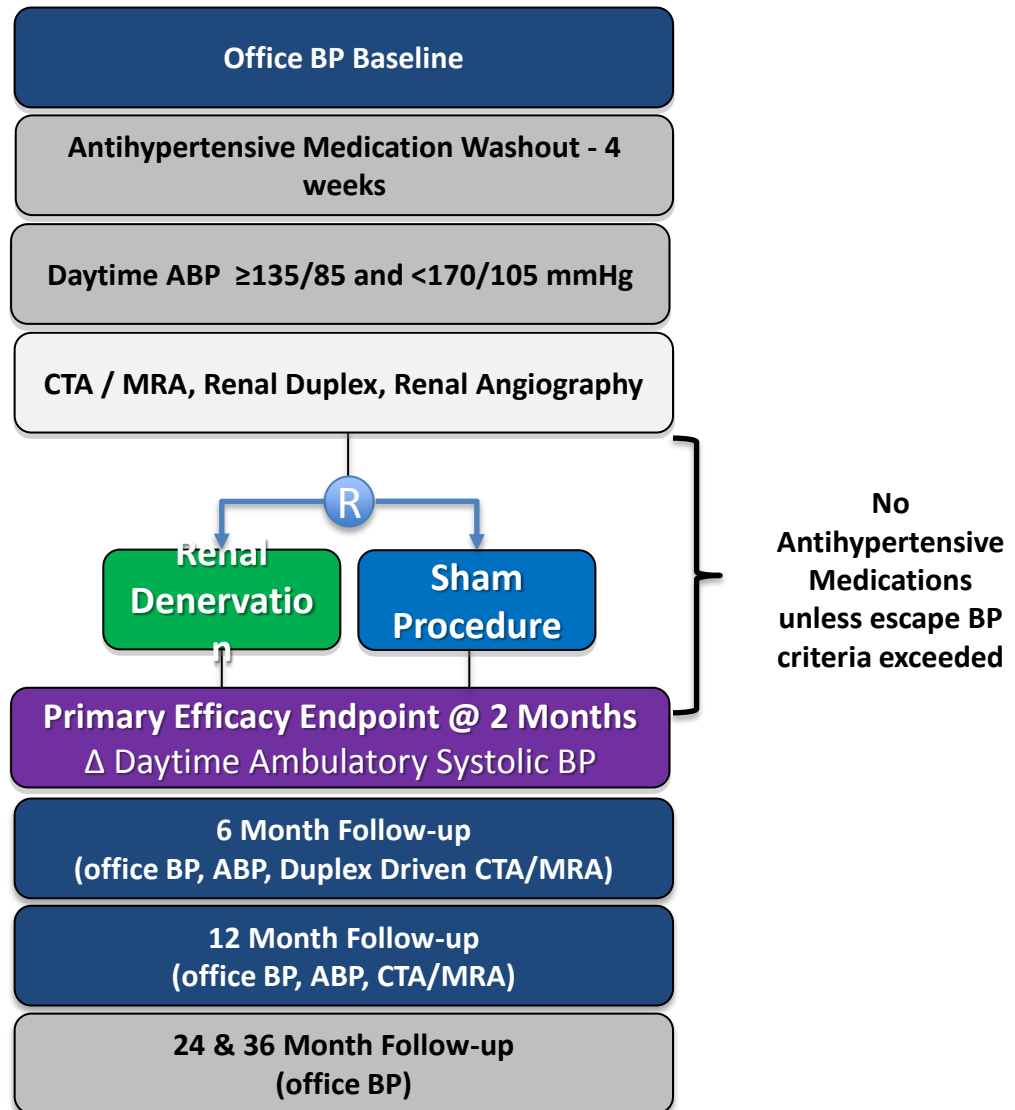 Office BP Baseline
Antihypertensive Medication Washout - 4
weeks
Daytime ABP ≥135/85 and <170/105 mmHg
CTA / MRA, Renal Duplex, Renal Angiography
R
Renal
Denervatio
n
Sham
Procedure
No
Antihypertensive
Medications
unless escape BP
criteria exceeded
Primary Efficacy Endpoint @ 2 Months
Δ Daytime Ambulatory Systolic BP
6 Month Follow-up
(office BP, ABP, Duplex Driven CTA/MRA)
12 Month Follow-up
(office BP, ABP, CTA/MRA)
24 & 36 Month Follow-up
(office BP)